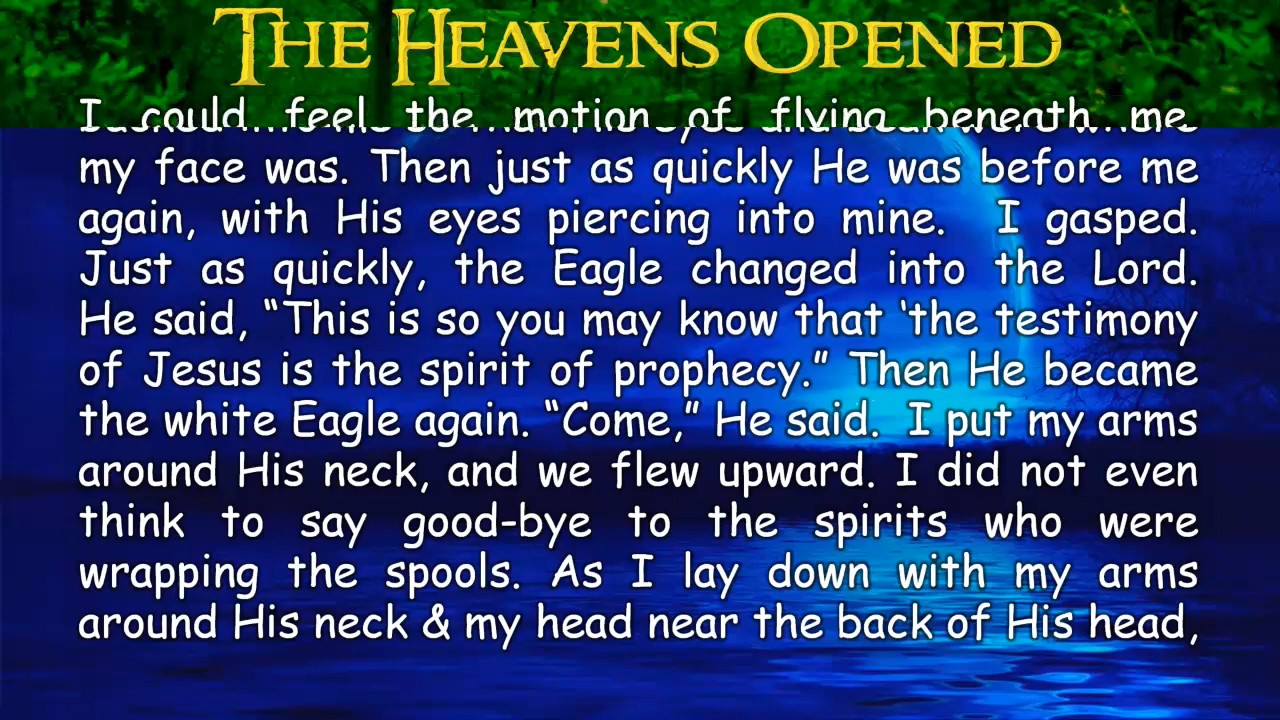 THE HEAVENS OPENED
I could feel the motion of flying beneath me
my face was. Then just as quickly He was before me
again, with His eyes piercing into mine. I gasped.
Just as quickly, the Eagle changed into the Lord.
He said, “This is so you may know that ‘the testimony
of Jesus is the spirit of prophecy.” Then He became
the white Eagle again. “Come,” He said. I put my arms
around His neck, and we flew upward. I did not even
think to say good-bye to the spirits who were
wrapping the spools. As I lay down with my arms
around His neck & my head near the back of His head,